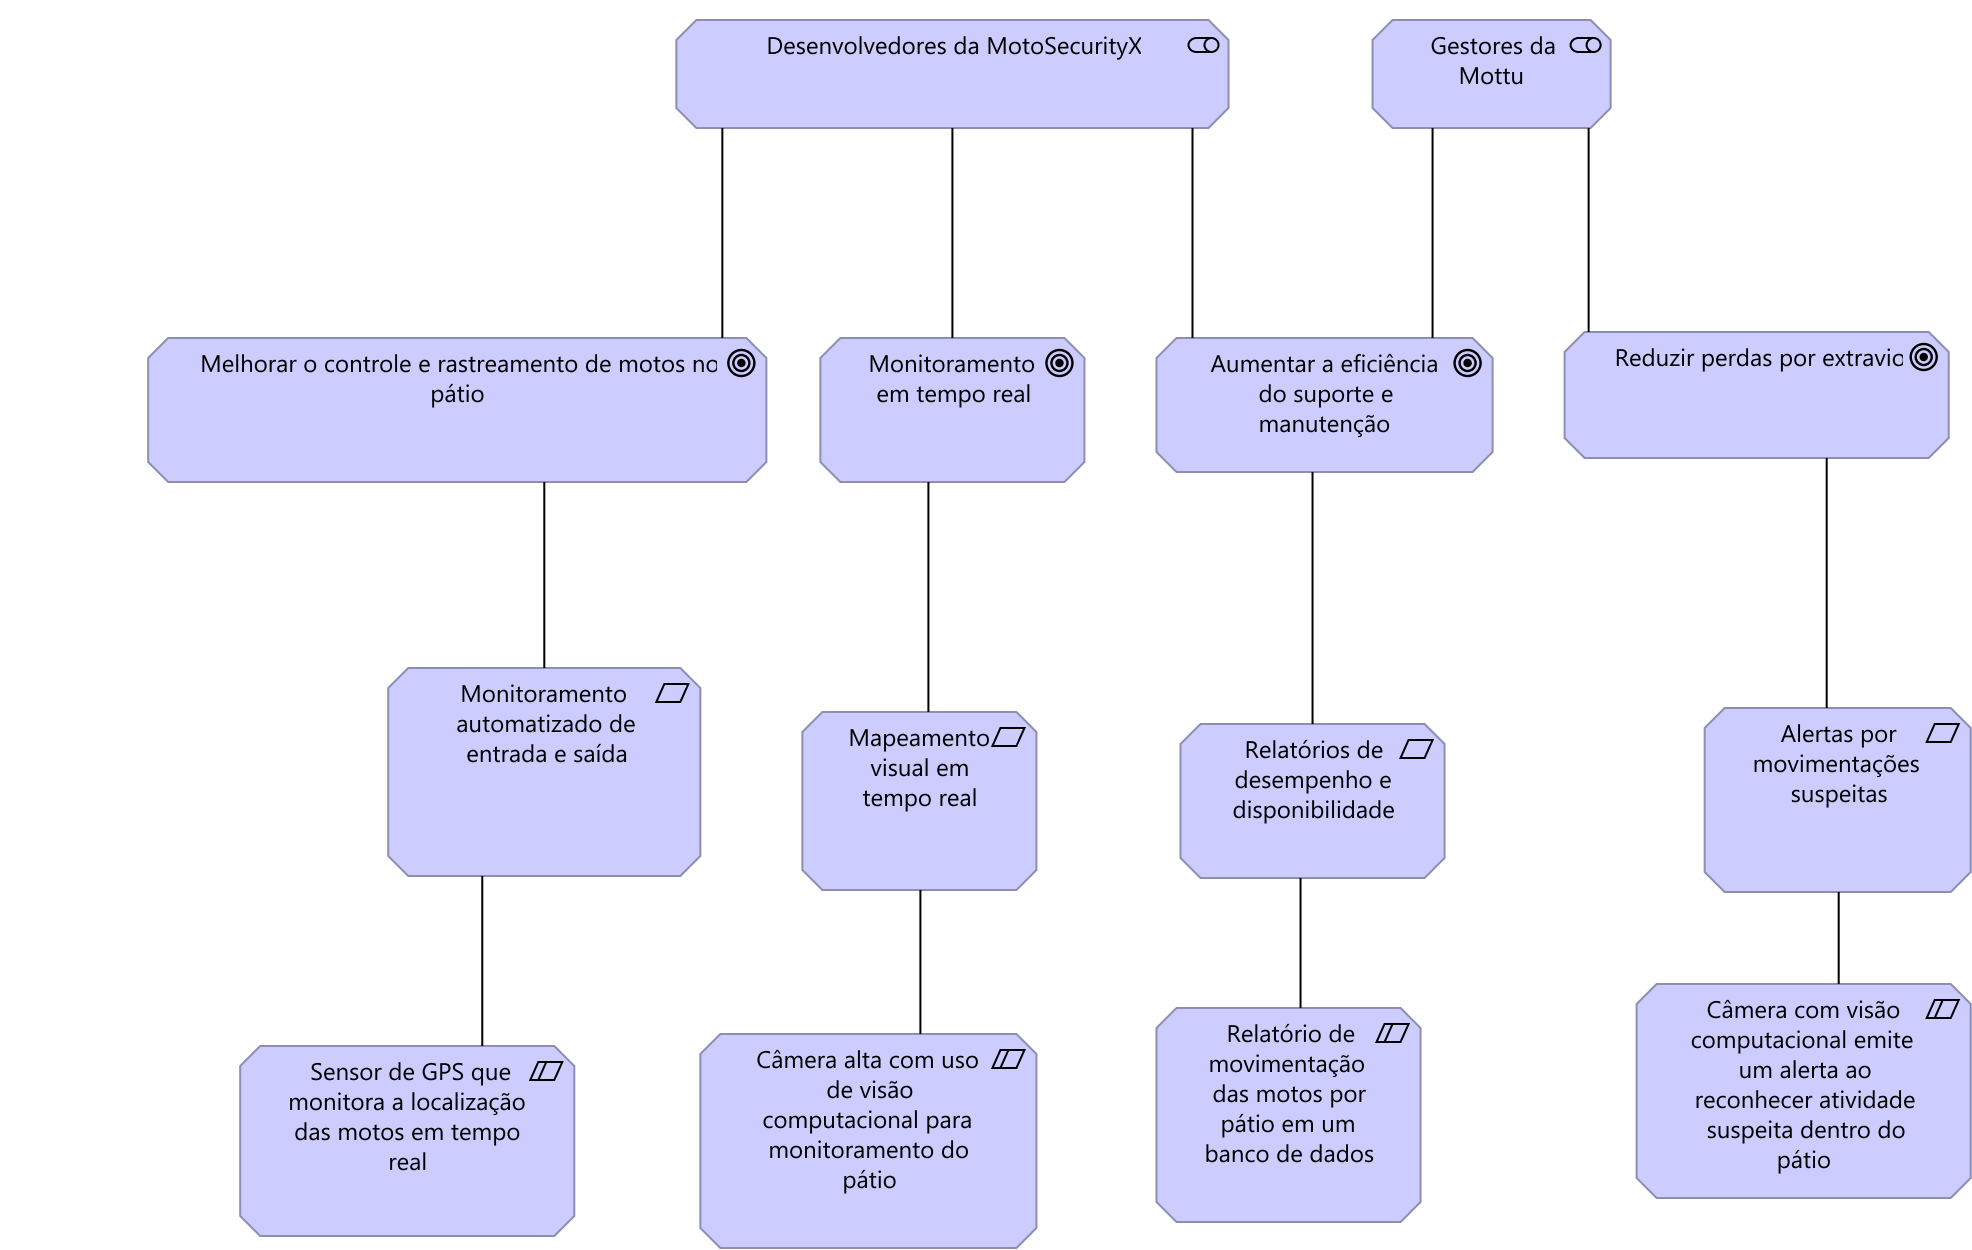 Desenvolvedores da MotoSecurityX
Gestores da
Mottu
Melhorar o controle e rastreamento de motos no
pátio
Monitoramento
em tempo real
Aumentar a eficiência
do suporte e
manutenção
Reduzir perdas por extravio
Monitoramento
automatizado de
entrada e saída
Mapeamento
visual em
tempo real
Relatórios de
desempenho e
disponibilidade
Alertas por
movimentações
suspeitas
Sensor de GPS que
monitora a localização
das motos em tempo
real
Câmera alta com uso
de visão
computacional para
monitoramento do
pátio
Relatório de
movimentação
das motos por
pátio em um
banco de dados
Câmera com visão
computacional emite
um alerta ao
reconhecer atividade
suspeita dentro do
pátio